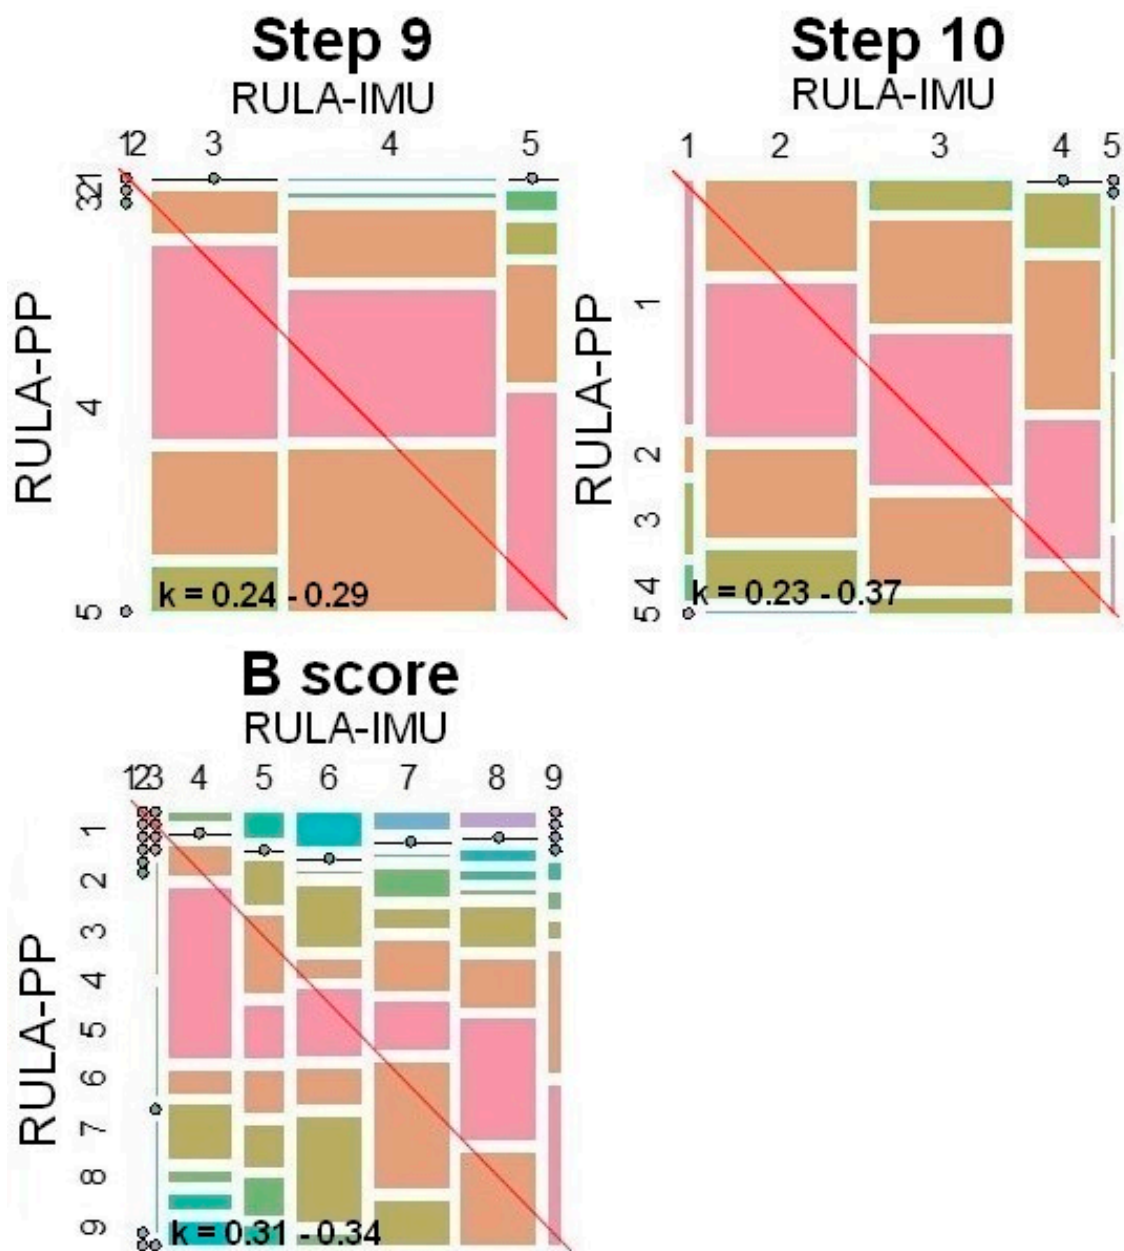 Step 9
RULA-IMU
12 3 4 5
RULA-PP
321
4
5
k = 0.24 - 0.29
Step 10
RULA-IMU
1 2 3 4 5
RULA-PP
1
2
3
4
5
k = 0.23 - 0.37
B score
RULA-IMU
123 4 5 6 7 8 9
RULA-PP
1
2
3
4
5
6
7
8
9
k = 0.31 - 0.34